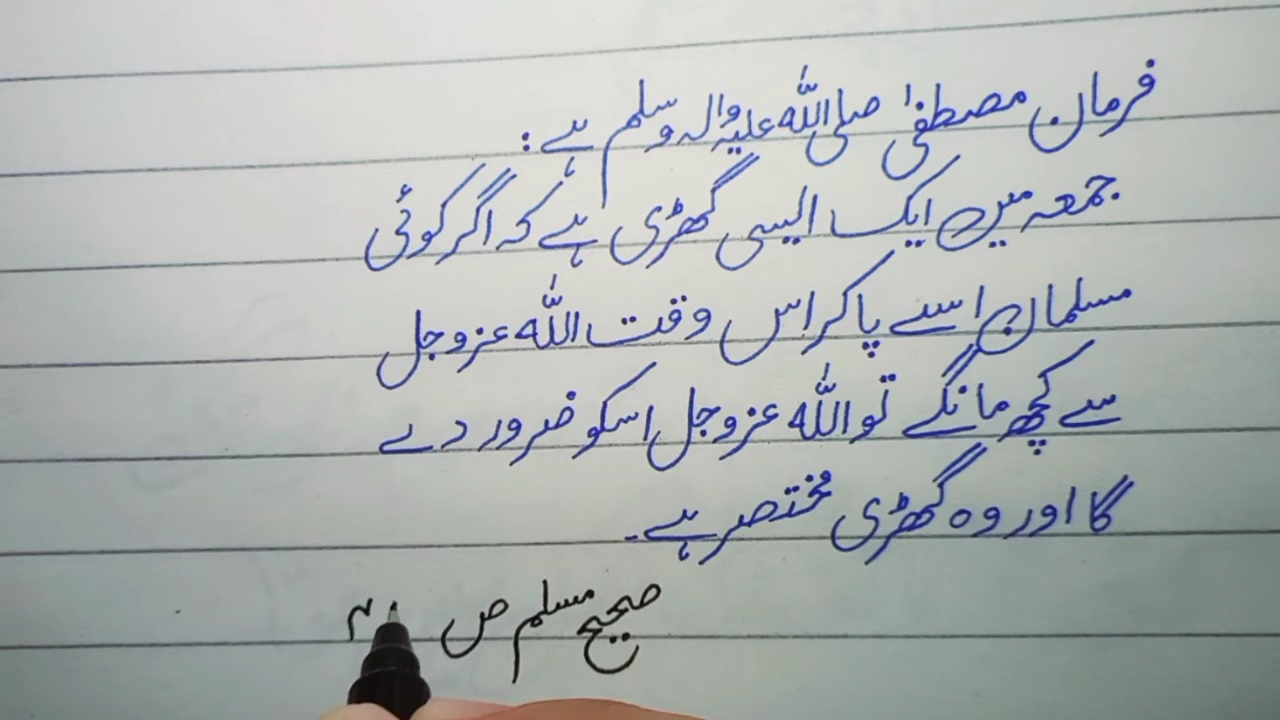 فرمان مصطفیٰ صلی اللہ علیہ والہ وسلم ہے:
جمعہ میں ایک ایسی گھڑی ہے کہ اگر کوئی
مسلمان اسے پا کر اس وقت اللہ عزوجل
سے کچھ مانگے تو اللہ عزوجل اسکو ضرور دے
گا اور وہ گھڑی مختصر ہے۔
صحیح مسلم ص